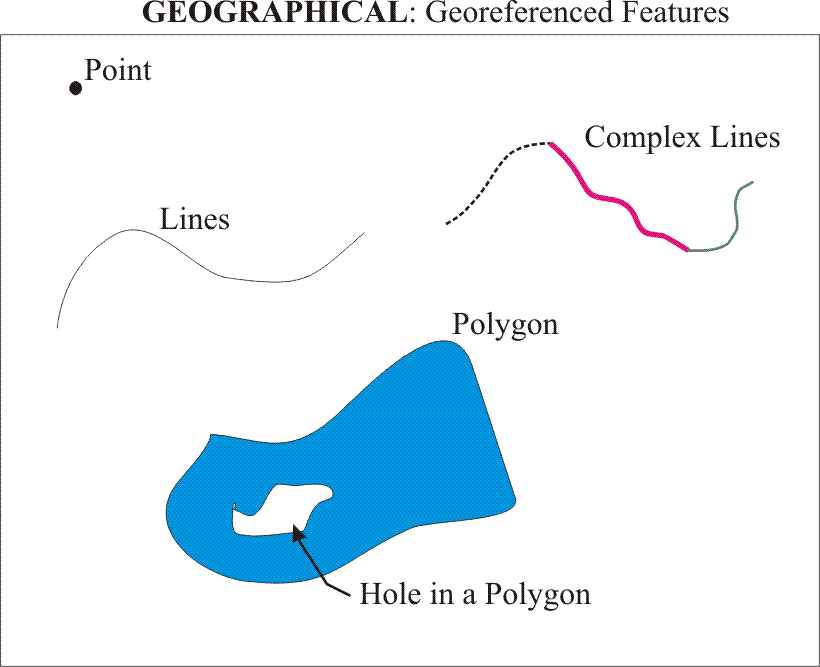 GEOGRAPHICAL: Georeferenced Features
Point
Complex Lines
Lines
Polygon
Hole in a Polygon